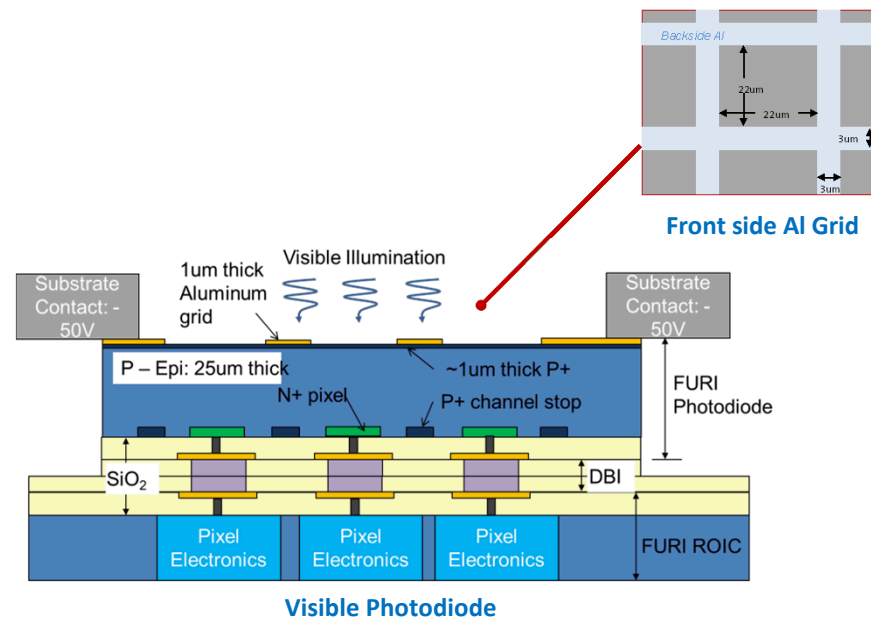 Backside Al
22um
22um
3um
3um
Front side Al Grid
Visible Illumination
1um thick
Aluminum
grid
Substrate
Contact: -
50V
Substrate
Contact: -
50V
P – Epi: 25um thick
~1um thick P+
N+ pixel
P+ channel stop
FURI
Photodiode
SiO2
DBI
Pixel
Electronics
Pixel
Electronics
Pixel
Electronics
FURI ROIC
Visible Photodiode